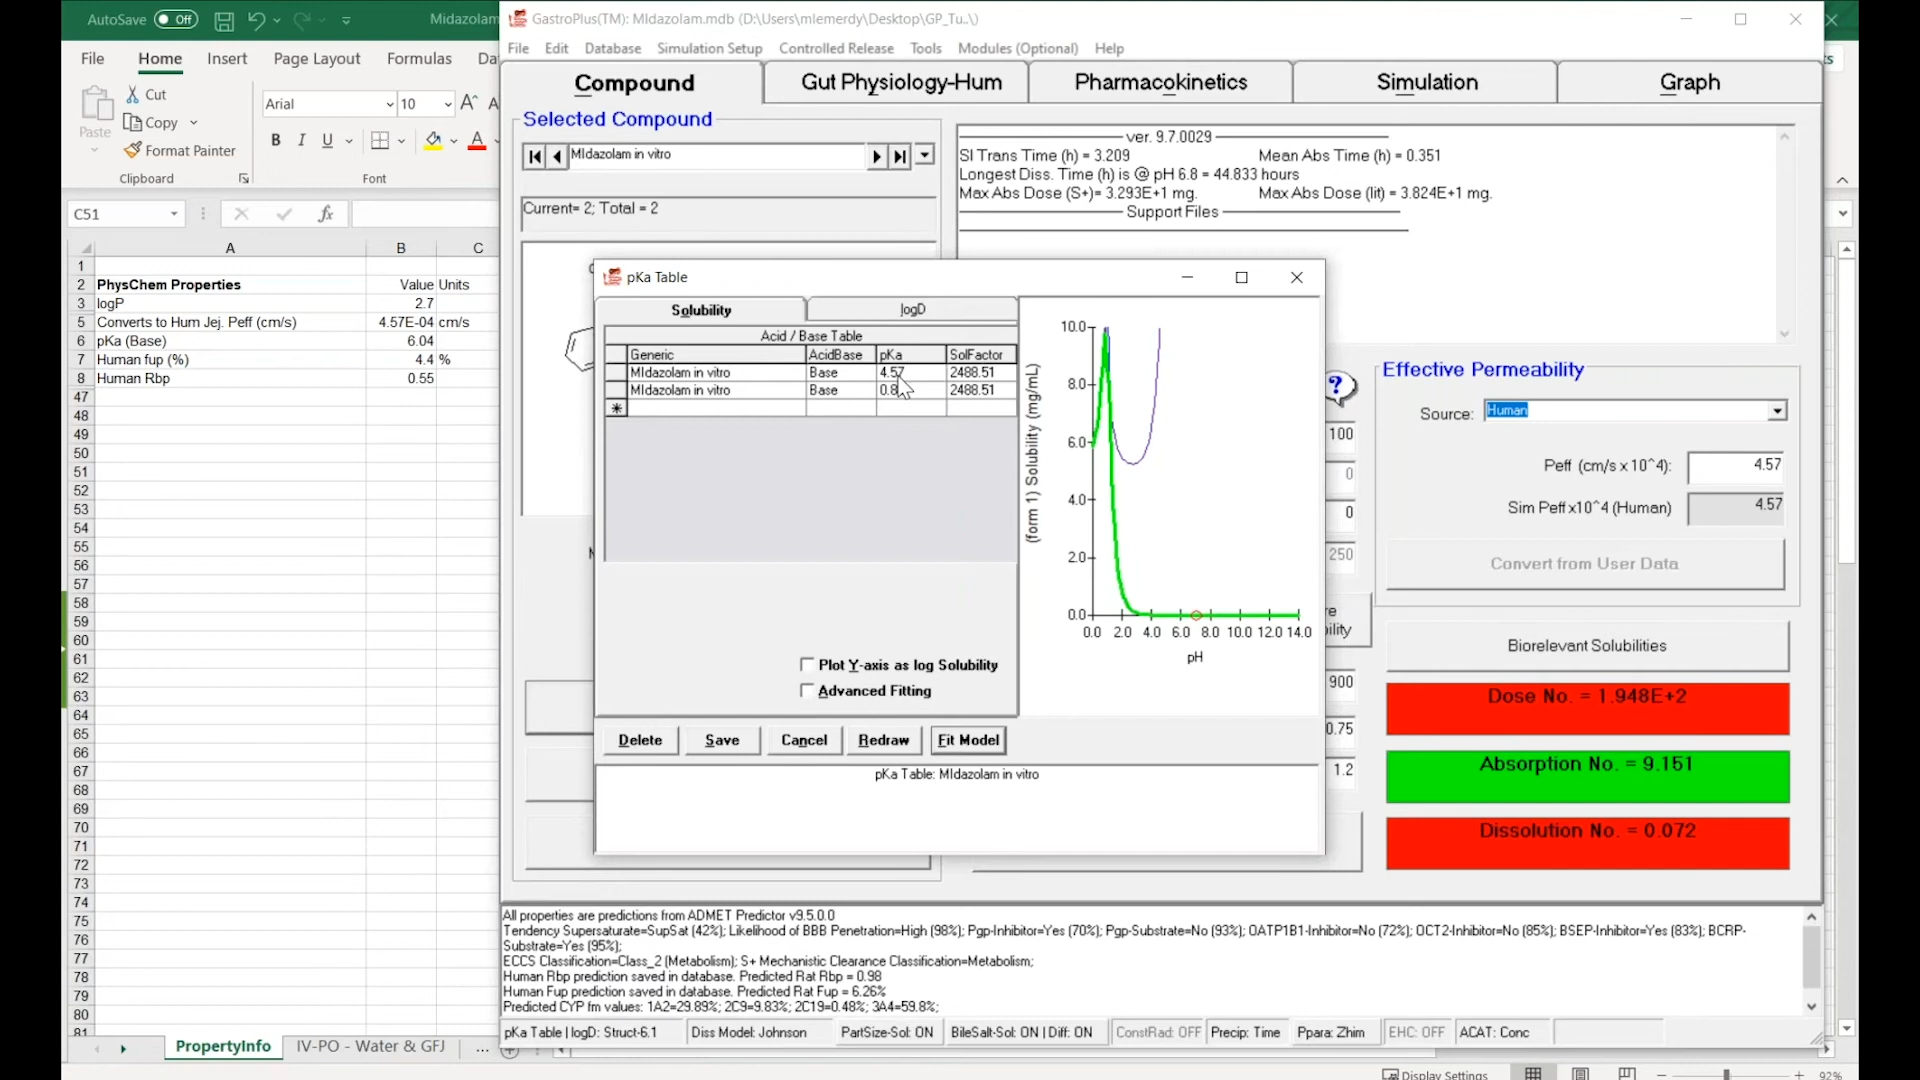 AutoSave Off Midazolam
File Home Insert Page Layout Formulas Da
Paste
Cut
Copy
Format Painter
Clipboard
Arial 10
B I U
Font
C51 fx
A B C
1
2 PhysChem Properties Value Units
3 logP 2.7
5 Converts to Hum Jej. Peff (cm/s) 4.57E-04 cm/s
6 pKa (Base) 6.04
7 Human fup (%) 4.4 %
8 Human Rbp 0.55
47
48
49
50
51
52
53
54
55
56
57
58
59
60
61
62
63
64
65
66
67
68
69
70
71
72
73
74
75
76
77
78
79
80
81
PropertyInfo IV-PO - Water & GFJ ...
Display Settings 92%
GastroPlus(TM): MIdazolam.mdb (D:\Users\mlemerdy\Desktop\GP_Tu..\)
File Edit Database Simulation Setup Controlled Release Tools Modules (Optional) Help
Compound Gut Physiology-Hum Pharmacokinetics Simulation Graph
Selected Compound
MIdazolam in vitro
Current= 2; Total = 2
ver. 9.7.0029
SI Trans Time (h) = 3.209 Mean Abs Time (h) = 0.351
Longest Diss. Time (h) is @ pH 6.8 = 44.833 hours
Max Abs Dose (S+)= 3.293E+1 mg. Max Abs Dose (lit) = 3.824E+1 mg.
Support Files
pKa Table
Solubility logD
Acid / Base Table
Generic AcidBase pKa SolFactor
MIdazolam in vitro Base 4.57 2488.51
MIdazolam in vitro Base 0.8 2488.51
Plot Y-axis as log Solubility
Advanced Fitting
Delete Save Cancel Redraw Fit Model
pKa Table: MIdazolam in vitro
(form 1) Solubility (mg/mL)
10.0
8.0
6.0
4.0
2.0
0.0
0.0 2.0 4.0 6.0 8.0 10.0 12.0 14.0
pH
100
0
0
250
900
0.75
1.2
Effective Permeability
Source: Human
Peff (cm/s x 10^4): 4.57
Sim Peff x10^4 (Human) 4.57
Convert from User Data
Biorelevant Solubilities
Dose No. = 1.948E+2
Absorption No. = 9.151
Dissolution No. = 0.072
All properties are predictions from ADMET Predictor v9.5.0.0
Tendency Supersaturate=SupSat (42%); Likelihood of BBB Penetration=High (98%); Pgp-Inhibitor=Yes (70%); Pgp-Substrate=No (93%); OATP1B1-Inhibitor=No (72%); OCT2-Inhibitor=No (85%); BSEP-Inhibitor=Yes (83%); BCRP-
Substrate=Yes (95%);
ECCS Classification=Class_2 (Metabolism); S+ Mechanistic Clearance Classification=Metabolism;
Human Rbp prediction saved in database. Predicted Rat Rbp = 0.98
Human Fup prediction saved in database. Predicted Rat Fup = 6.26%
Predicted CYP fm values: 1A2=29.89%; 2C9=9.83%; 2C19=0.48%; 3A4=59.8%;
pKa Table | logD: Struct-6.1 Diss Model: Johnson PartSize-Sol: ON BileSalt-Sol: ON | Diff: ON ConstRad: OFF Precip: Time Ppara: Zhim EHC: OFF ACAT: Conc